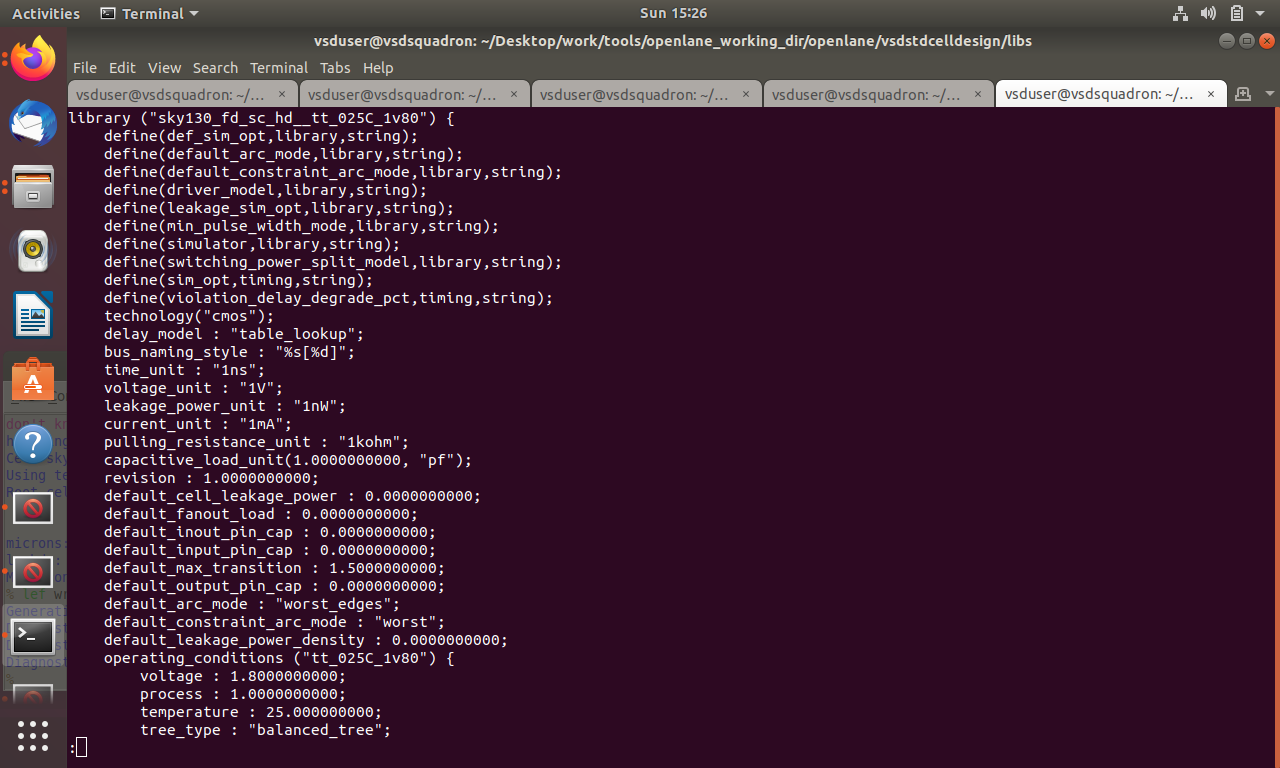 Activities Terminal Sun 15:26
vsduser@vsdsquadron: ~/Desktop/work/tools/openlane_working_dir/openlane/vsdstdcelldesign/libs
File Edit View Search Terminal Tabs Help
vsduser@vsdsquadron: ~/... × vsduser@vsdsquadron: ~/... × vsduser@vsdsquadron: ~/... × vsduser@vsdsquadron: ~/... × vsduser@vsdsquadron: ~/... ×
library ("sky130_fd_sc_hd__tt_025C_1v80") {
    define(def_sim_opt,library,string);
    define(default_arc_mode,library,string);
    define(default_constraint_arc_mode,library,string);
    define(driver_model,library,string);
    define(leakage_sim_opt,library,string);
    define(min_pulse_width_mode,library,string);
    define(simulator,library,string);
    define(switching_power_split_model,library,string);
    define(sim_opt,timing,string);
    define(violation_delay_degrade_pct,timing,string);
    technology("cmos");
    delay_model : "table_lookup";
    bus_naming_style : "%s[%d]";
    time_unit : "1ns";
    voltage_unit : "1V";
    leakage_power_unit : "1nW";
    current_unit : "1mA";
    pulling_resistance_unit : "1kohm";
    capacitive_load_unit(1.0000000000, "pf");
    revision : 1.0000000000;
    default_cell_leakage_power : 0.0000000000;
    default_fanout_load : 0.0000000000;
    default_inout_pin_cap : 0.0000000000;
    default_input_pin_cap : 0.0000000000;
    default_max_transition : 1.5000000000;
    default_output_pin_cap : 0.0000000000;
    default_arc_mode : "worst_edges";
    default_constraint_arc_mode : "worst";
    default_leakage_power_density : 0.0000000000;
    operating_conditions ("tt_025C_1v80") {
        voltage : 1.8000000000;
        process : 1.0000000000;
        temperature : 25.000000000;
        tree_type : "balanced_tree";
: